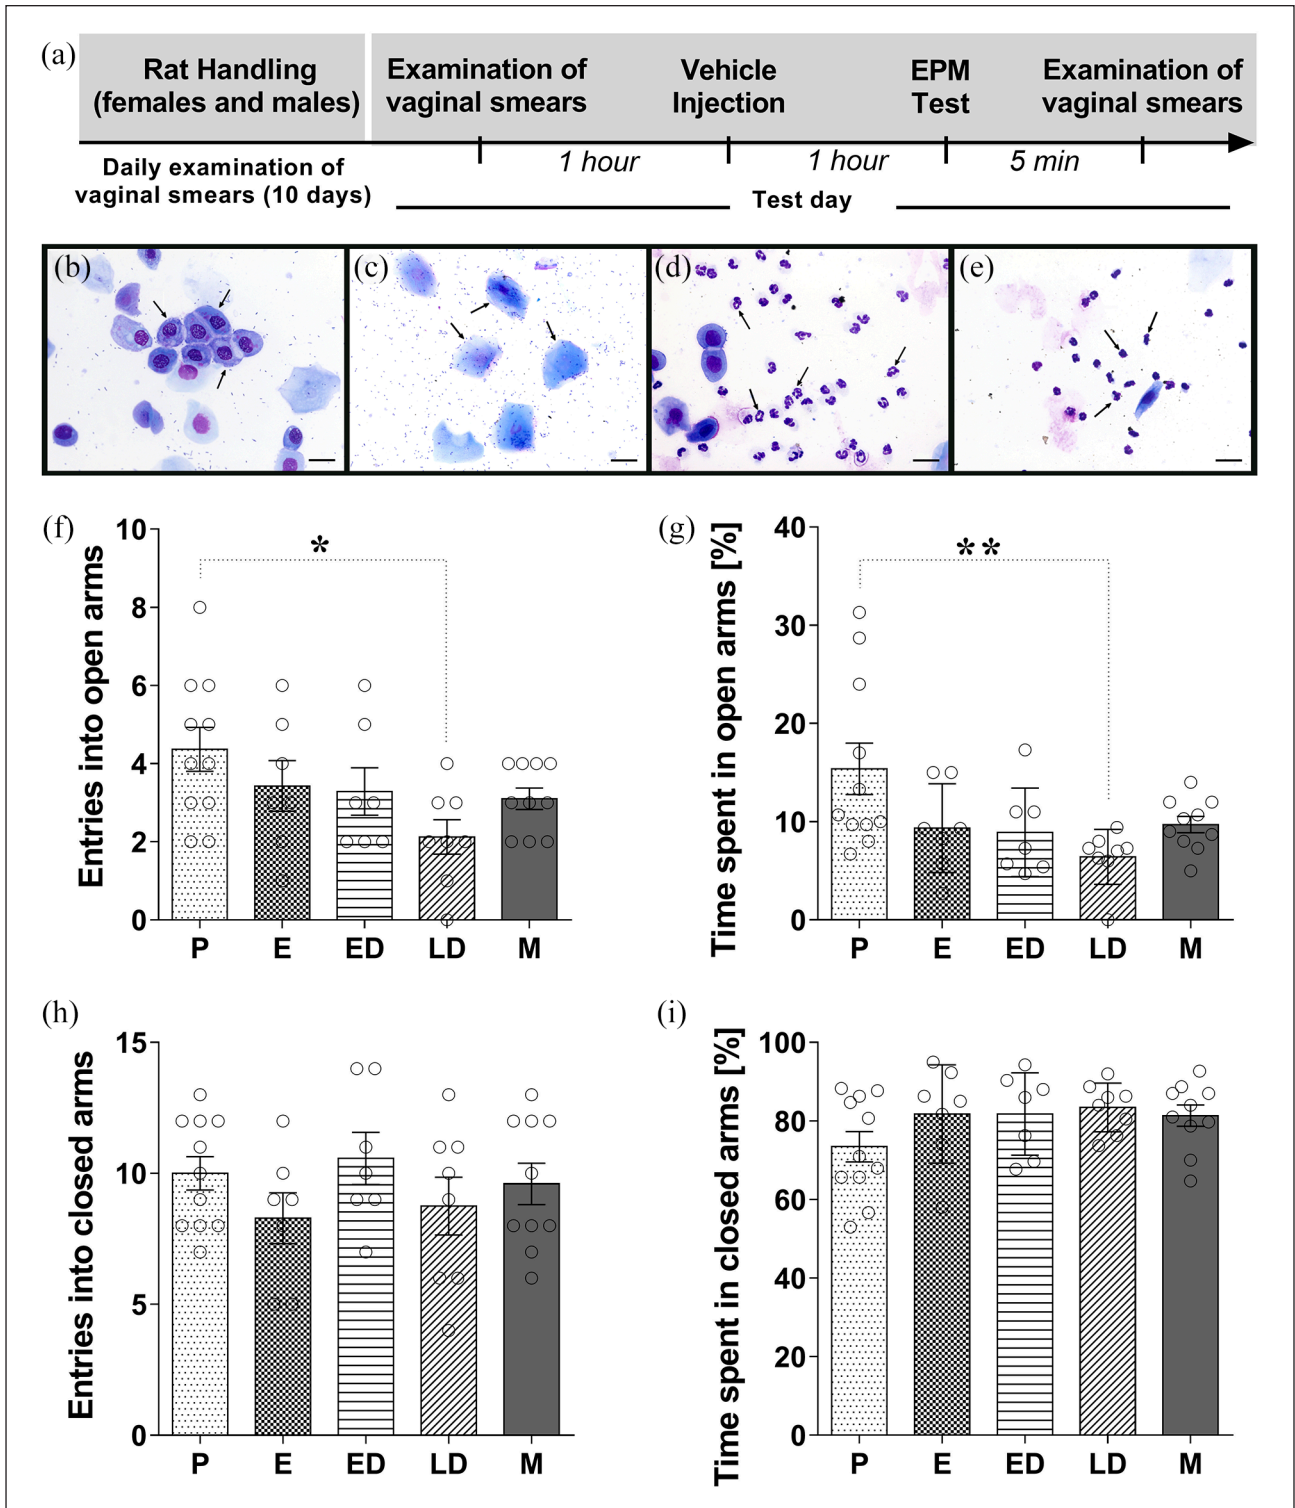 (a)
Rat Handling
(females and males)
Examination of
vaginal smears
Vehicle
Injection
EPM
Test
Examination of
vaginal smears
Daily examination of
vaginal smears (10 days)
1 hour
1 hour
5 min
Test day
(b)
(c)
(d)
(e)
(f)
Entries into open arms
10
8
6
4
2
0
*
P
E
ED
LD
M
(g)
Time spent in open arms [%]
40
30
20
10
0
**
P
E
ED
LD
M
(h)
Entries into closed arms
15
10
5
0
P
E
ED
LD
M
(i)
Time spent in closed arms [%]
100
80
60
40
20
0
P
E
ED
LD
M